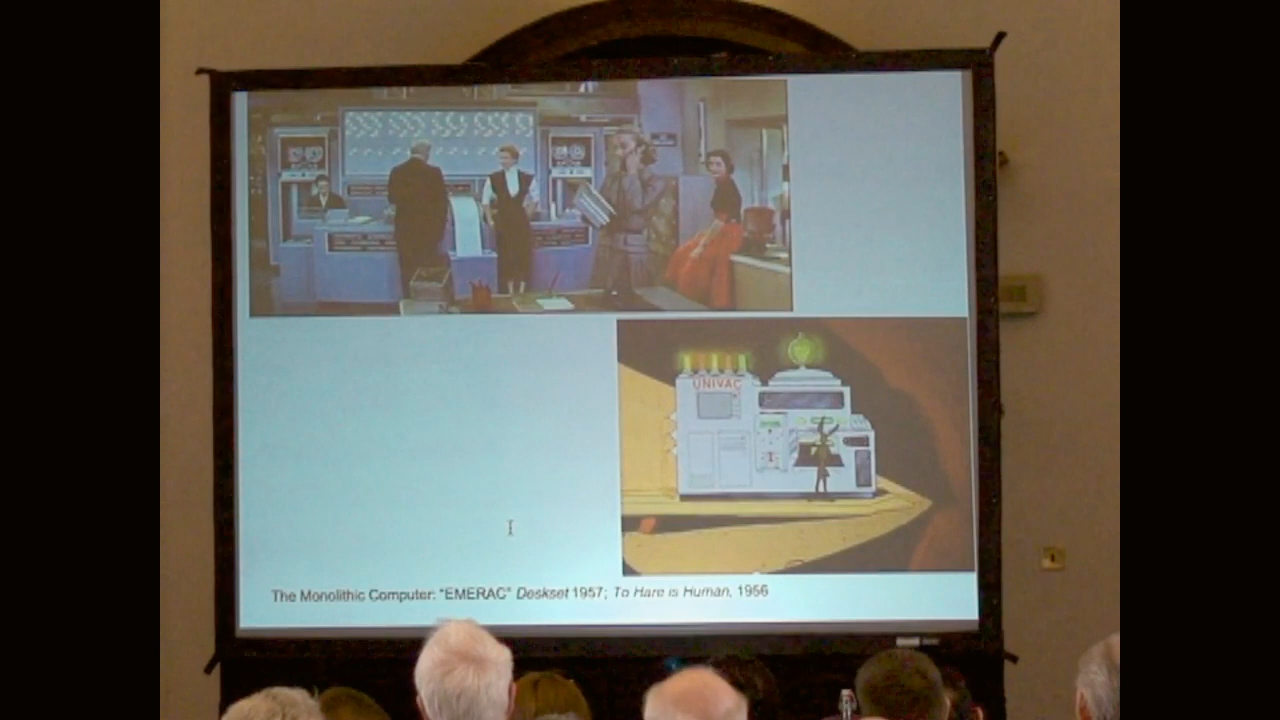 UNIVAC
The Monolithic Computer: "EMERAC" Deskset 1957; To Hare is Human, 1956